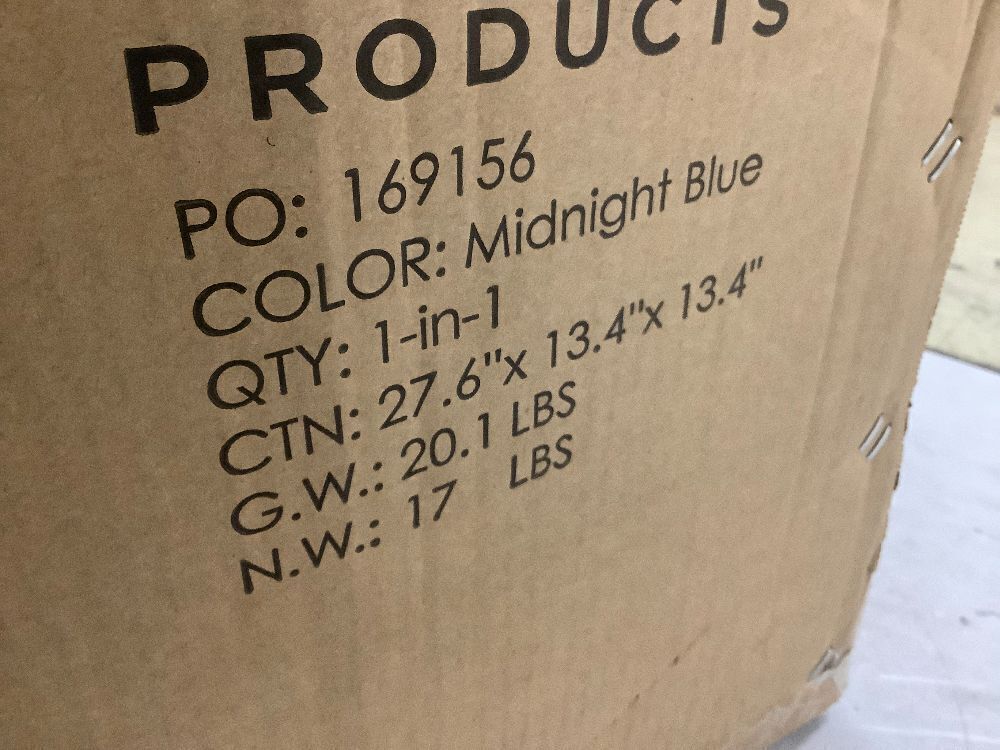 PRODUCTS
PO: 169156
COLOR: Midnight Blue
QTY: 1-in-1
CTN: 27.6"x 13.4"x 13.4"
G.W.: 20.1 LBS
N.W.: 17 LBS